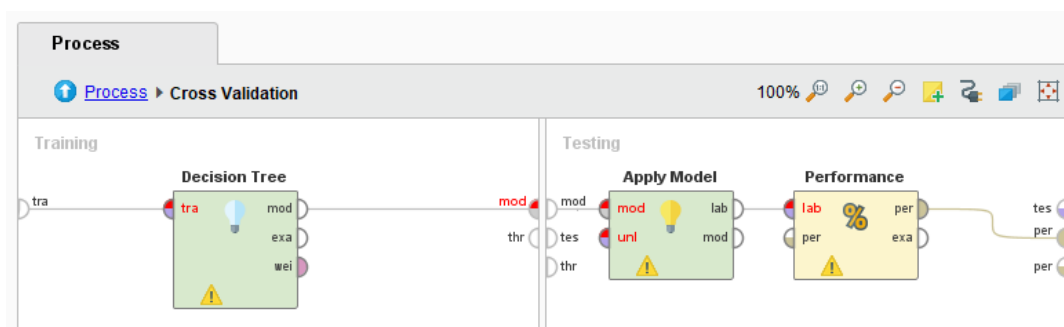 Process
Process ▸ Cross Validation
100%
Training
Testing
Decision Tree
Apply Model
Performance
tra
tra
mod
exa
wei
mod
thr
mod
tes
thr
mod
unl
lab
mod
lab
per
%
per
exa
tes
per
per